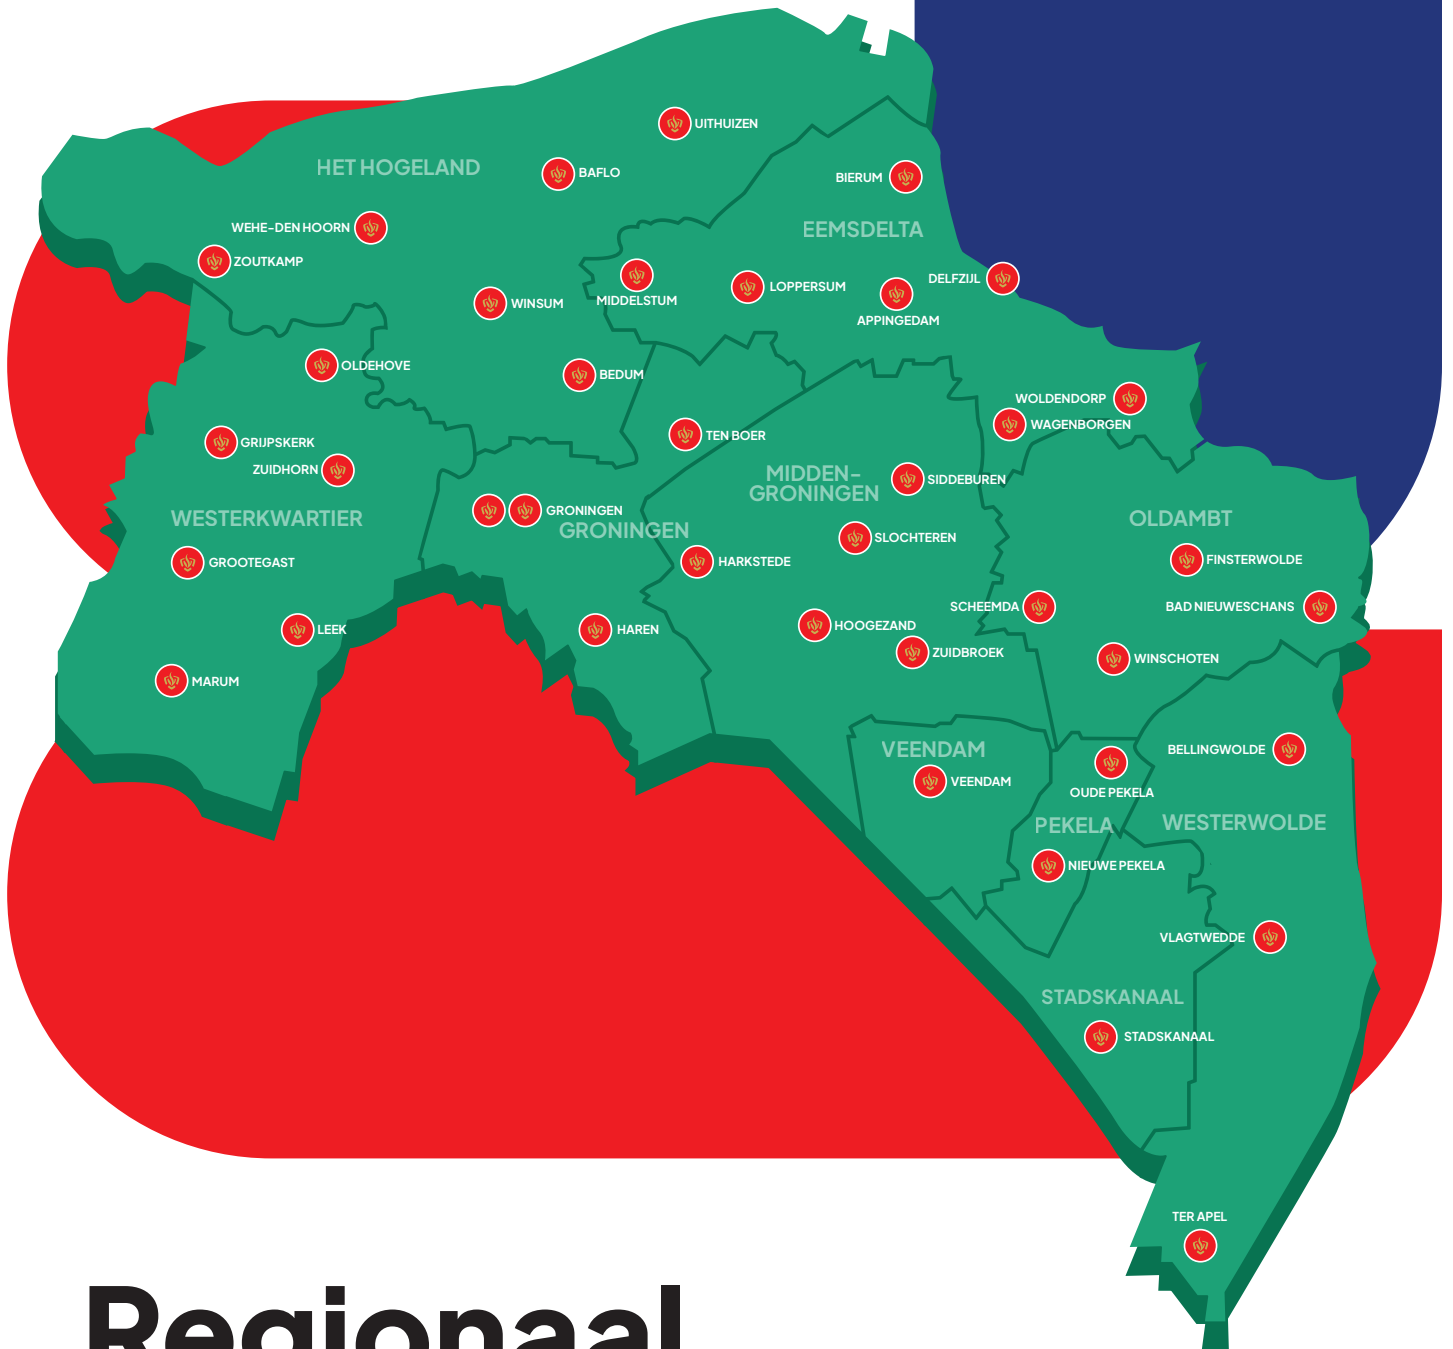 UITHUIZEN
HET HOGELAND
BAFLO
BIERUM
WEHE-DEN HOORN
EEMSDELTA
ZOUTKAMP
DELFZIJL
LOPPERSUM
MIDDELSTUM
WINSUM
APPINGEDAM
OLDEHOVE
BEDUM
WOLDENDORP
WAGENBORGEN
TEN BOER
GRIJPSKERK
ZUIDHORN
MIDDEN-
GRONINGEN
SIDDEBUREN
GRONINGEN
WESTERKWARTIER
OLDAMBT
GRONINGEN
SLOCHTEREN
GROOTEGAST
HARKSTEDE
FINSTERWOLDE
SCHEEMDA
BAD NIEUWESCHANS
HOOGEZAND
LEEK
HAREN
ZUIDBROEK
WINSCHOTEN
MARUM
VEENDAM
BELLINGWOLDE
VEENDAM
OUDE PEKELA
PEKELA
WESTERWOLDE
NIEUWE PEKELA
VLAGTWEDDE
STADSKANAAL
STADSKANAAL
TER APEL
Regionaal